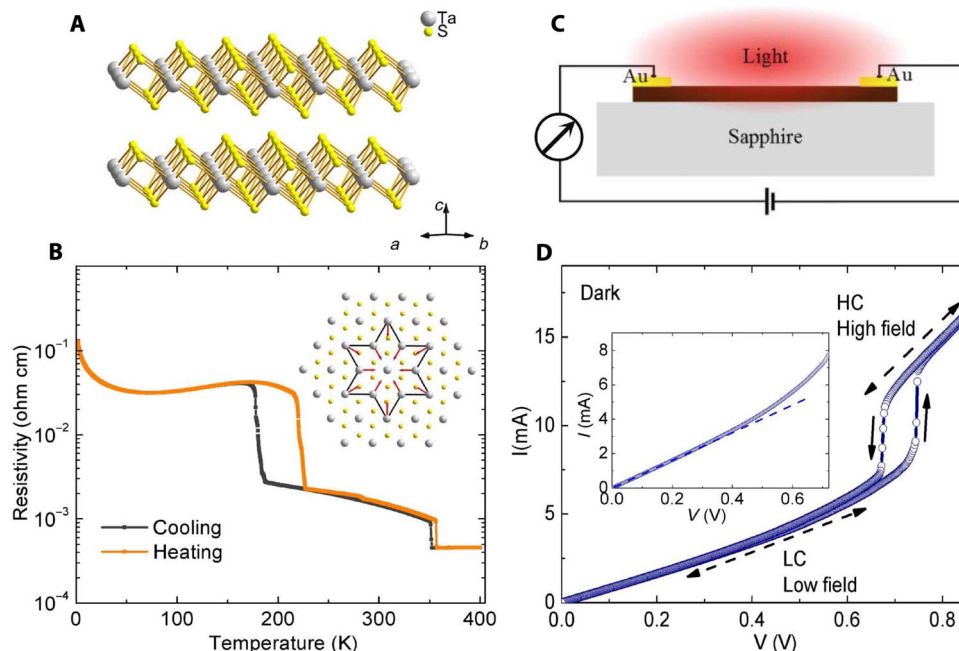 A
Ta
S
c
a
b
C
Light
Au
Au
Sapphire
B
Resistivity (ohm cm)
10⁻¹
10⁻²
10⁻³
10⁻⁴
Cooling
Heating
0
100
200
300
400
Temperature (K)
D
Dark
HC
High field
LC
Low field
I(mA)
15
10
5
0
0.0
0.2
0.4
0.6
0.8
V (V)
I (mA)
8
6
4
2
0
0.0
0.2
0.4
0.6
V (V)